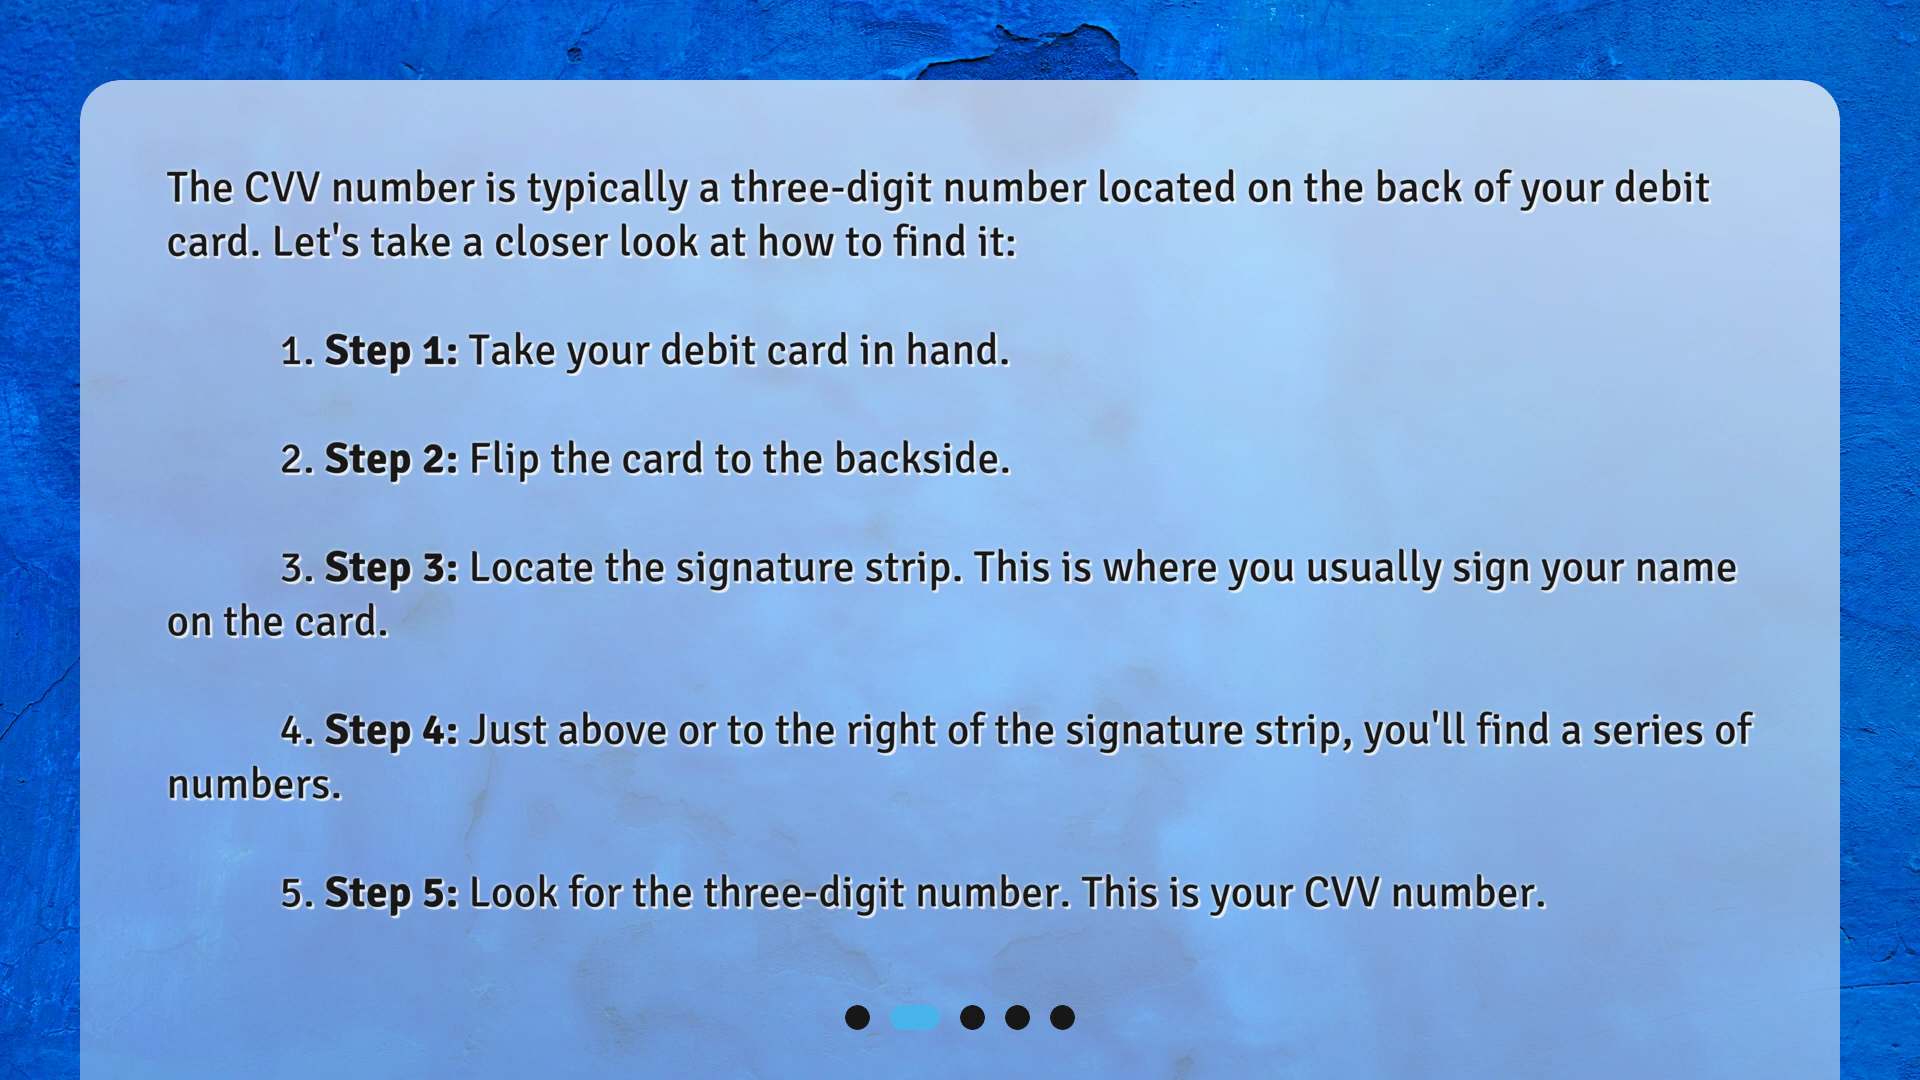 The CVV number is typically a three-digit number located on the back of your debit
card. Let's take a closer look at how to find it:
1. Step 1: Take your debit card in hand.
2. Step 2: Flip the card to the backside.
3. Step 3: Locate the signature strip. This is where you usually sign your name
on the card.
4. Step 4: Just above or to the right of the signature strip, you'll find a series of
numbers.
5. Step 5: Look for the three-digit number. This is your CVV number.